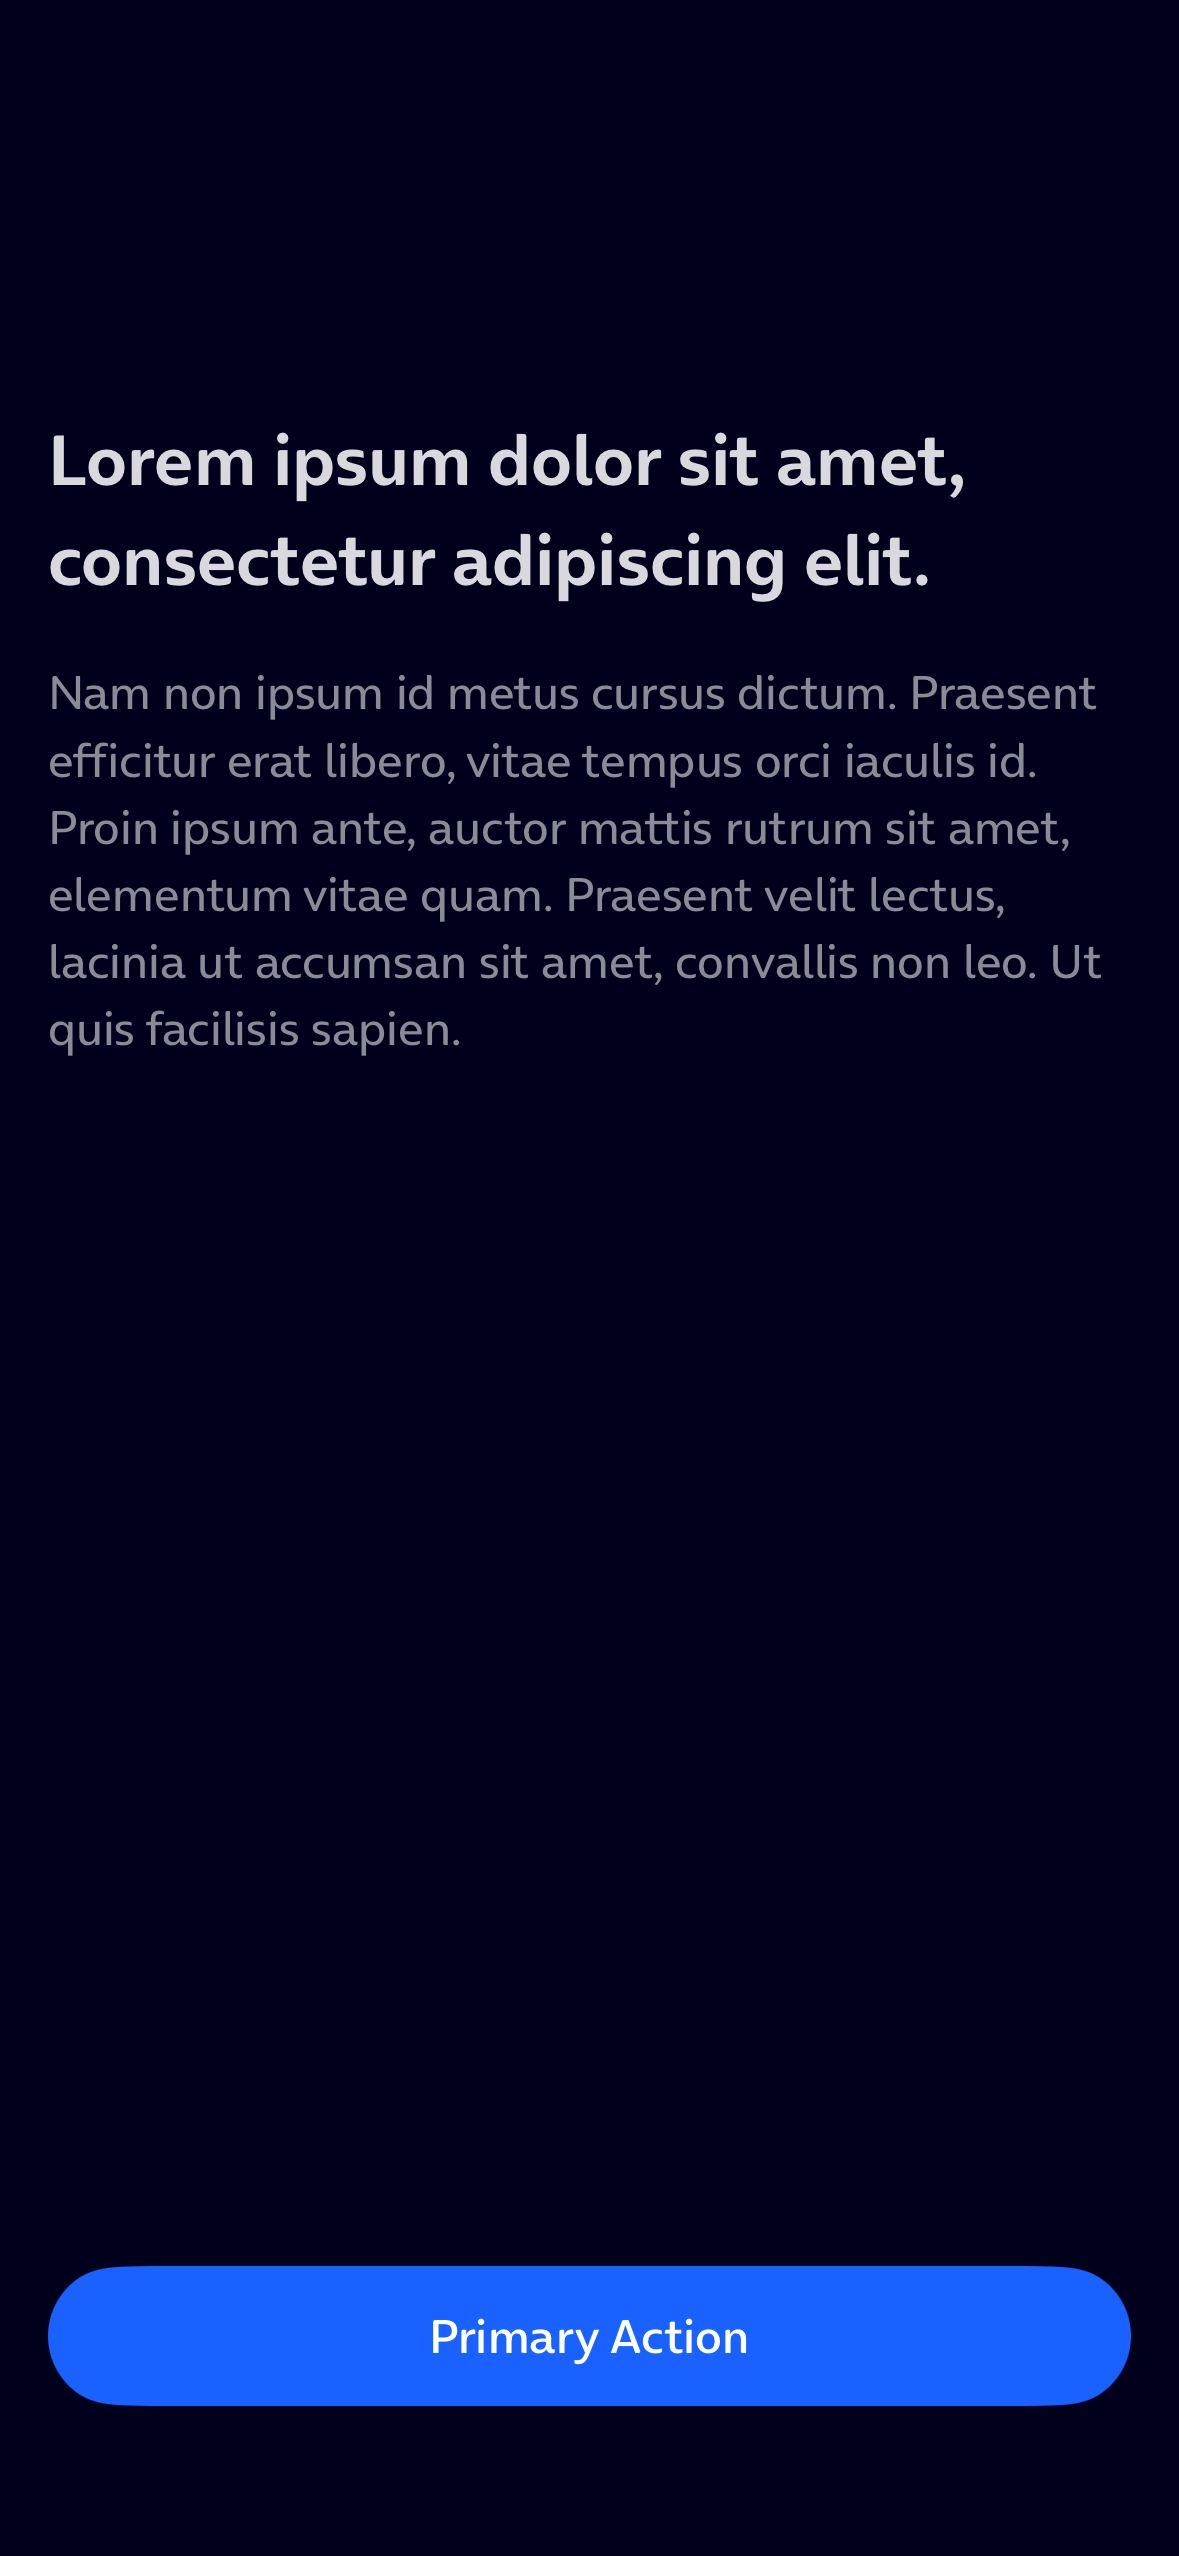 Lorem ipsum dolor sit amet,
consectetur adipiscing elit.
Nam non ipsum id metus cursus dictum. Praesent
efficitur erat libero, vitae tempus orci iaculis id.
Proin ipsum ante, auctor mattis rutrum sit amet,
elementum vitae quam. Praesent velit lectus,
lacinia ut accumsan sit amet, convallis non leo. Ut
quis facilisis sapien.
Primary Action